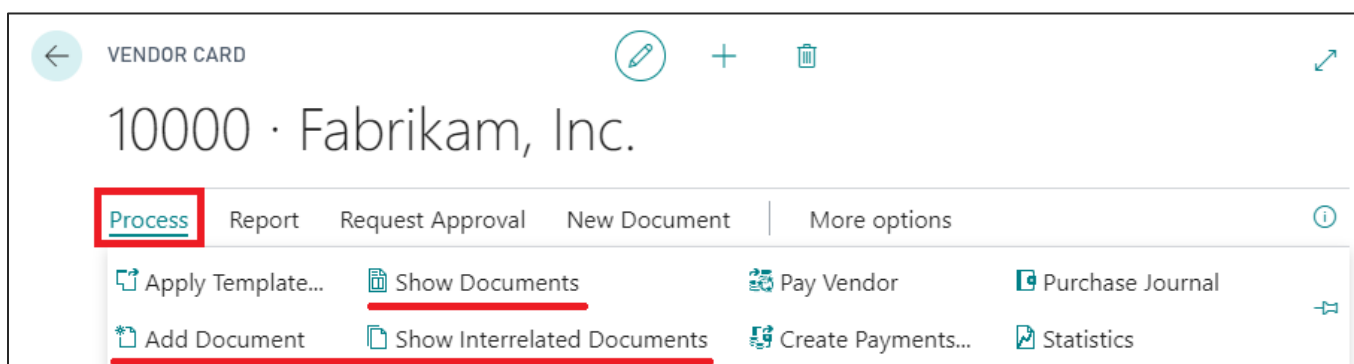 VENDOR CARD
10000 · Fabrikam, Inc.
Process Report Request Approval New Document More options
Apply Template... Show Documents Pay Vendor Purchase Journal
Add Document Show Interrelated Documents Create Payments... Statistics